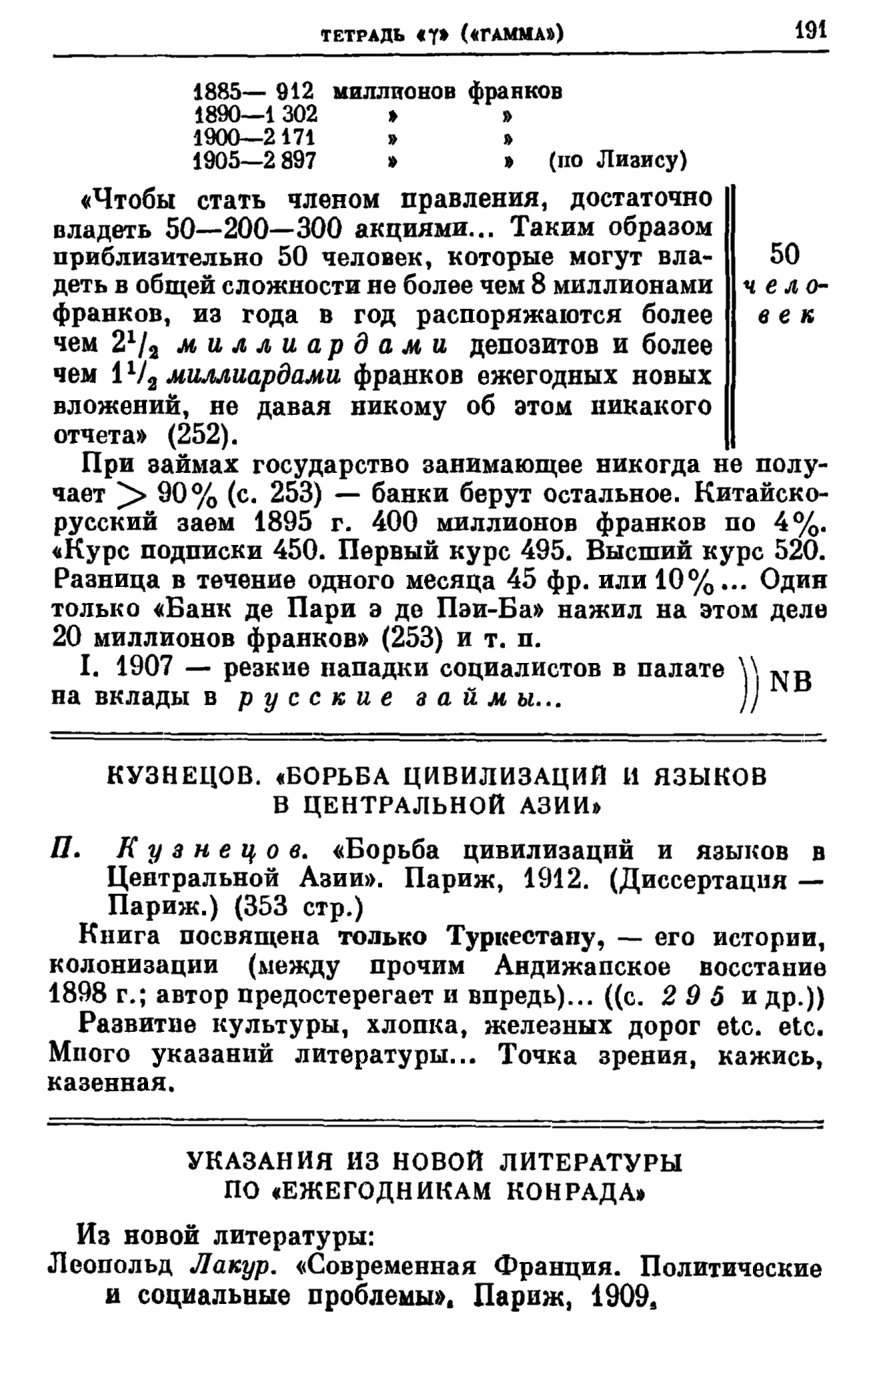 ТЕТРАДЬ «γ» («ГАММА») 191
1885— 912 миллионов франков
1890—1 302 » »
1900—2 171 » »
1905—2 897 » » (по Лизису)
«Чтобы стать членом правления, достаточно
владеть 50—200—300 акциями... Таким образом
приблизительно 50 человек, которые могут вла-
деть в общей сложности не более чем 8 миллионами
франков, из года в год распоряжаются более
чем 2¹/₂ миллиардами депозитов и более
чем 1¹/₂ миллиардами франков ежегодных новых
вложений, не давая никому об этом никакого
отчета» (252).
50
чело-
век
При займах государство занимающее никогда не полу-
чает > 90% (с. 253) — банки берут остальное. Китайско-
русский заем 1895 г. 400 миллионов франков по 4%.
«Курс подписки 450. Первый курс 495. Высший курс 520.
Разница в течение одного месяца 45 фр. или 10%... Один
только «Банк де Пари э де Пэи-Ба» нажил на этом деле
20 миллионов франков» (253) и т. п.
I. 1907 — резкие нападки социалистов в палате
на вклады в русские займы...
NB
КУЗНЕЦОВ. «БОРЬБА ЦИВИЛИЗАЦИЙ И ЯЗЫКОВ
В ЦЕНТРАЛЬНОЙ АЗИИ»
П. Кузнецов. «Борьба цивилизаций и языков в
Центральной Азии». Париж, 1912. (Диссертация —
Париж.) (353 стр.)
Книга посвящена только Туркестану, — его истории,
колонизации (между прочим Андижанское восстание
1898 г.; автор предостерегает и впредь)... ((с. 295 и др.))
Развитие культуры, хлопка, железных дорог etc. etc.
Много указаний литературы... Точка зрения, кажись,
казенная.
УКАЗАНИЯ ИЗ НОВОЙ ЛИТЕРАТУРЫ
ПО «ЕЖЕГОДНИКАМ КОНРАДА»
Из новой литературы:
Леопольд Лакур. «Современная Франция. Политические
и социальные проблемы». Париж, 1909.